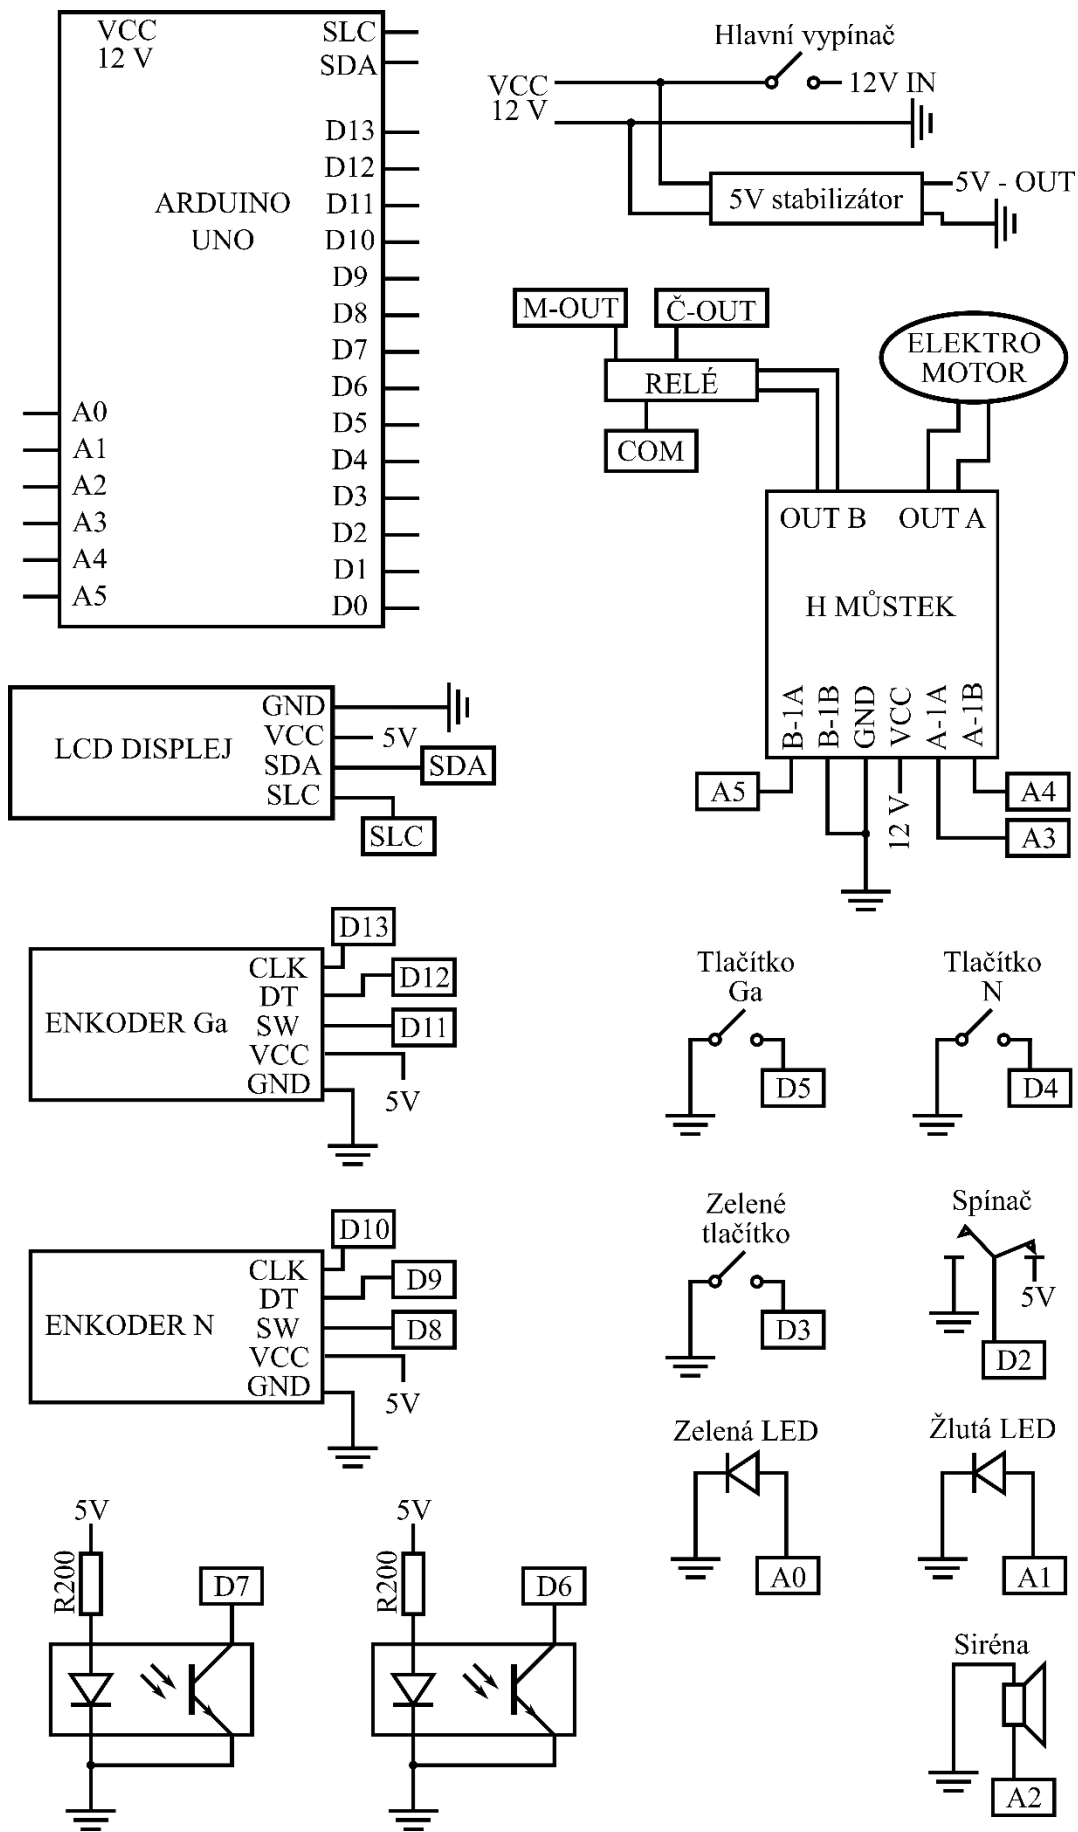 VCC
12 V
ARDUINO
UNO
SLC
SDA
D13
D12
D11
D10
D9
D8
D7
D6
D5
D4
D3
D2
D1
D0
A0
A1
A2
A3
A4
A5
Hlavní vypínač
VCC
12 V
12V IN
5V stabilizátor
5V - OUT
M-OUT
Č-OUT
RELÉ
COM
ELEKTRO
MOTOR
OUT B
OUT A
H MŮSTEK
B-1A
B-1B
GND
VCC
A-1A
A-1B
A5
12 V
A4
A3
LCD DISPLEJ
GND
VCC
SDA
SLC
5V
SDA
SLC
ENKODER Ga
CLK
DT
SW
VCC
GND
D13
D12
D11
5V
Tlačítko
Ga
D5
Tlačítko
N
D4
ENKODER N
CLK
DT
SW
VCC
GND
D10
D9
D8
5V
Zelené
tlačítko
D3
Spínač
5V
D2
Zelená LED
A0
Žlutá LED
A1
5V
R200
D7
5V
R200
D6
Siréna
A2